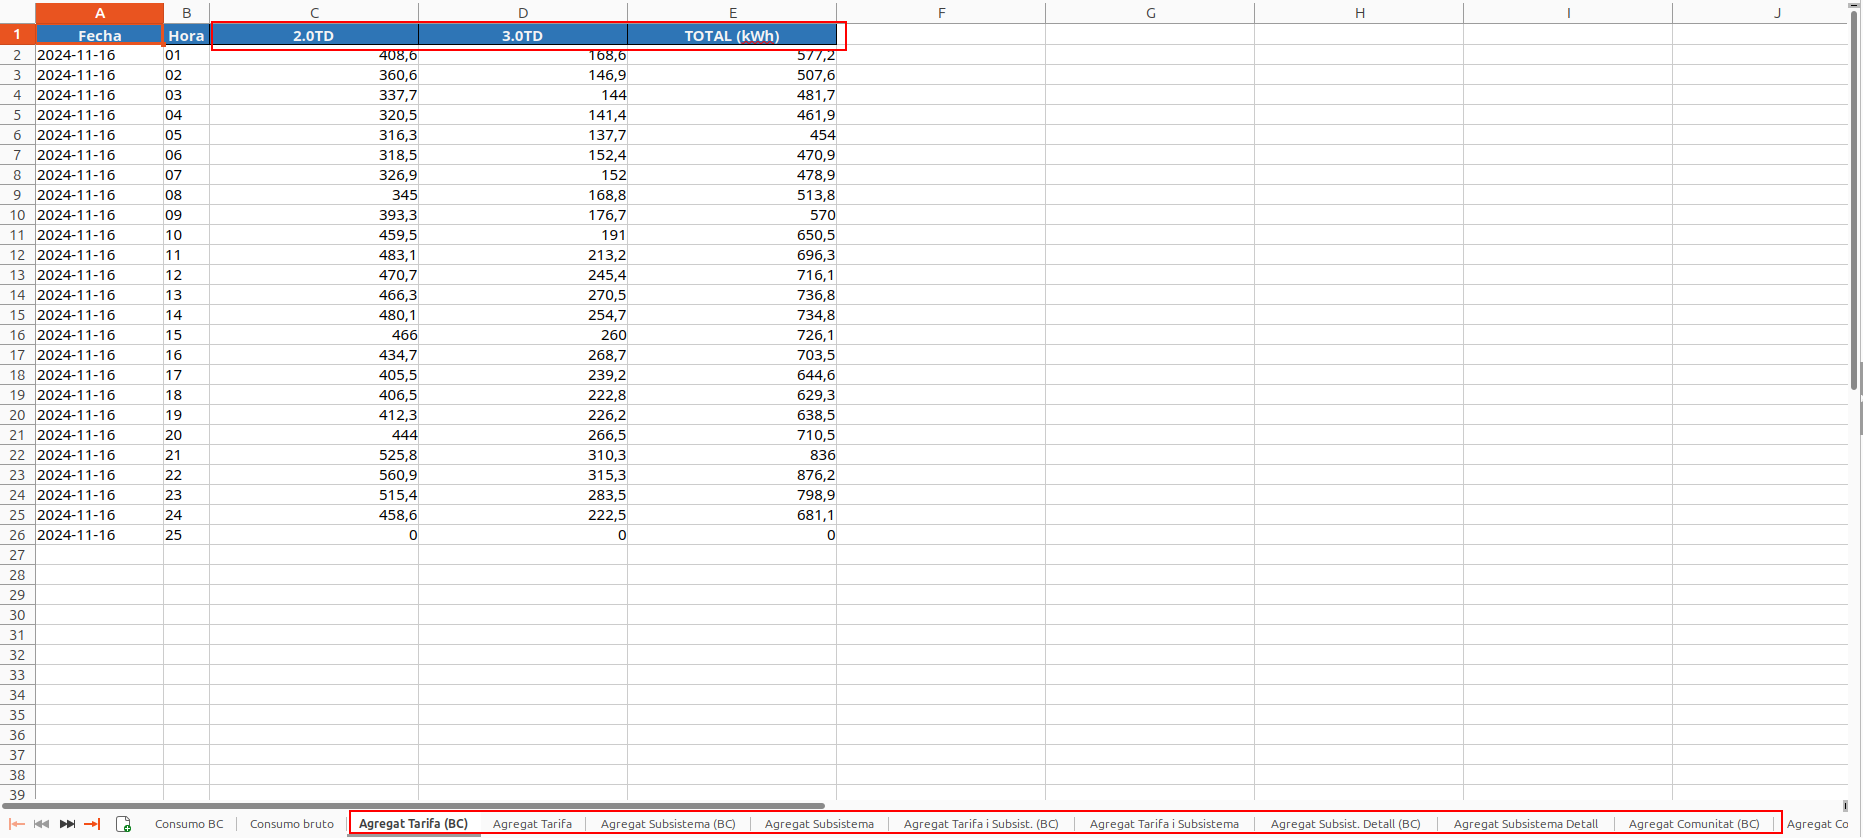 A B C D E F G H I J
1 Fecha Hora 2.0TD 3.0TD TOTAL (kWh)
2 2024-11-16 01 408,6 168,6 577,2
3 2024-11-16 02 360,6 146,9 507,6
4 2024-11-16 03 337,7 144 481,7
5 2024-11-16 04 320,5 141,4 461,9
6 2024-11-16 05 316,3 137,7 454
7 2024-11-16 06 318,5 152,4 470,9
8 2024-11-16 07 326,9 152 478,9
9 2024-11-16 08 345 168,8 513,8
10 2024-11-16 09 393,3 176,7 570
11 2024-11-16 10 459,5 191 650,5
12 2024-11-16 11 483,1 213,2 696,3
13 2024-11-16 12 470,7 245,4 716,1
14 2024-11-16 13 466,3 270,5 736,8
15 2024-11-16 14 480,1 254,7 734,8
16 2024-11-16 15 466 260 726,1
17 2024-11-16 16 434,7 268,7 703,5
18 2024-11-16 17 405,5 239,2 644,6
19 2024-11-16 18 406,5 222,8 629,3
20 2024-11-16 19 412,3 226,2 638,5
21 2024-11-16 20 444 266,5 710,5
22 2024-11-16 21 525,8 310,3 836
23 2024-11-16 22 560,9 315,3 876,2
24 2024-11-16 23 515,4 283,5 798,9
25 2024-11-16 24 458,6 222,5 681,1
26 2024-11-16 25 0 0 0
27
28
29
30
31
32
33
34
35
36
37
38
39
Consumo BC Consumo bruto Agregat Tarifa (BC) Agregat Tarifa Agregat Subsistema (BC) Agregat Subsistema Agregat Tarifa i Subsist. (BC) Agregat Tarifa i Subsistema Agregat Subsist. Detall (BC) Agregat Subsistema Detall Agregat Comunitat (BC) Agregat Co